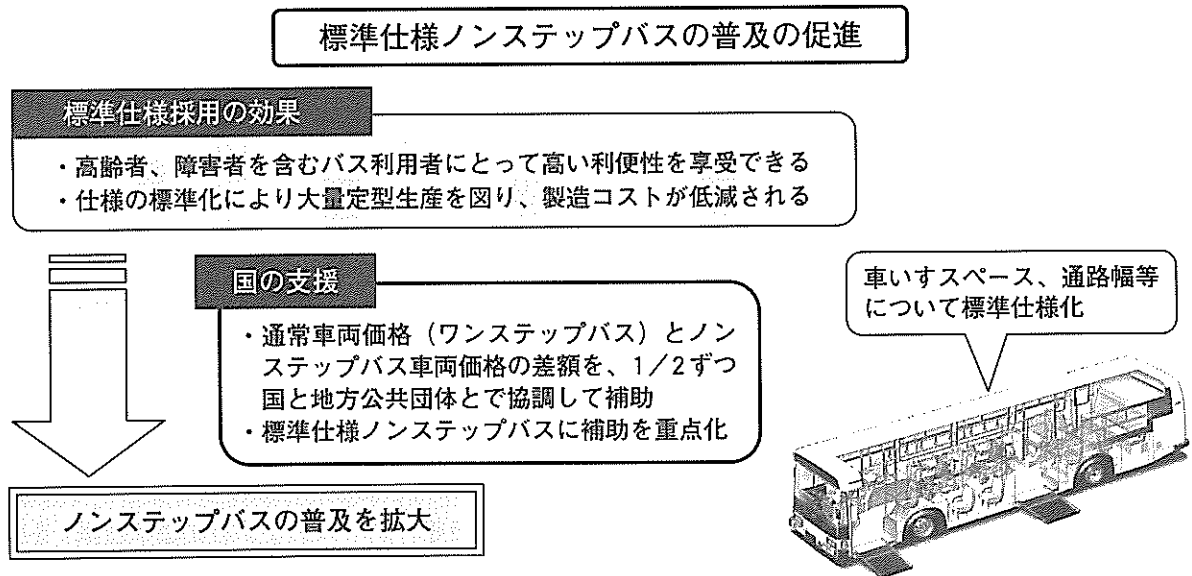 標準仕様ノンステップバスの普及の促進
標準仕様採用の効果
・高齢者、障害者を含むバス利用者にとって高い利便性を享受できる
・仕様の標準化により大量定型生産を図り、製造コストが低減される
国の支援
・通常車両価格（ワンステップバス）とノン
ステップバス車両価格の差額を、1／2ずつ
国と地方公共団体とで協調して補助
・標準仕様ノンステップバスに補助を重点化
車いすスペース、通路幅等
について標準仕様化
ノンステップバスの普及を拡大